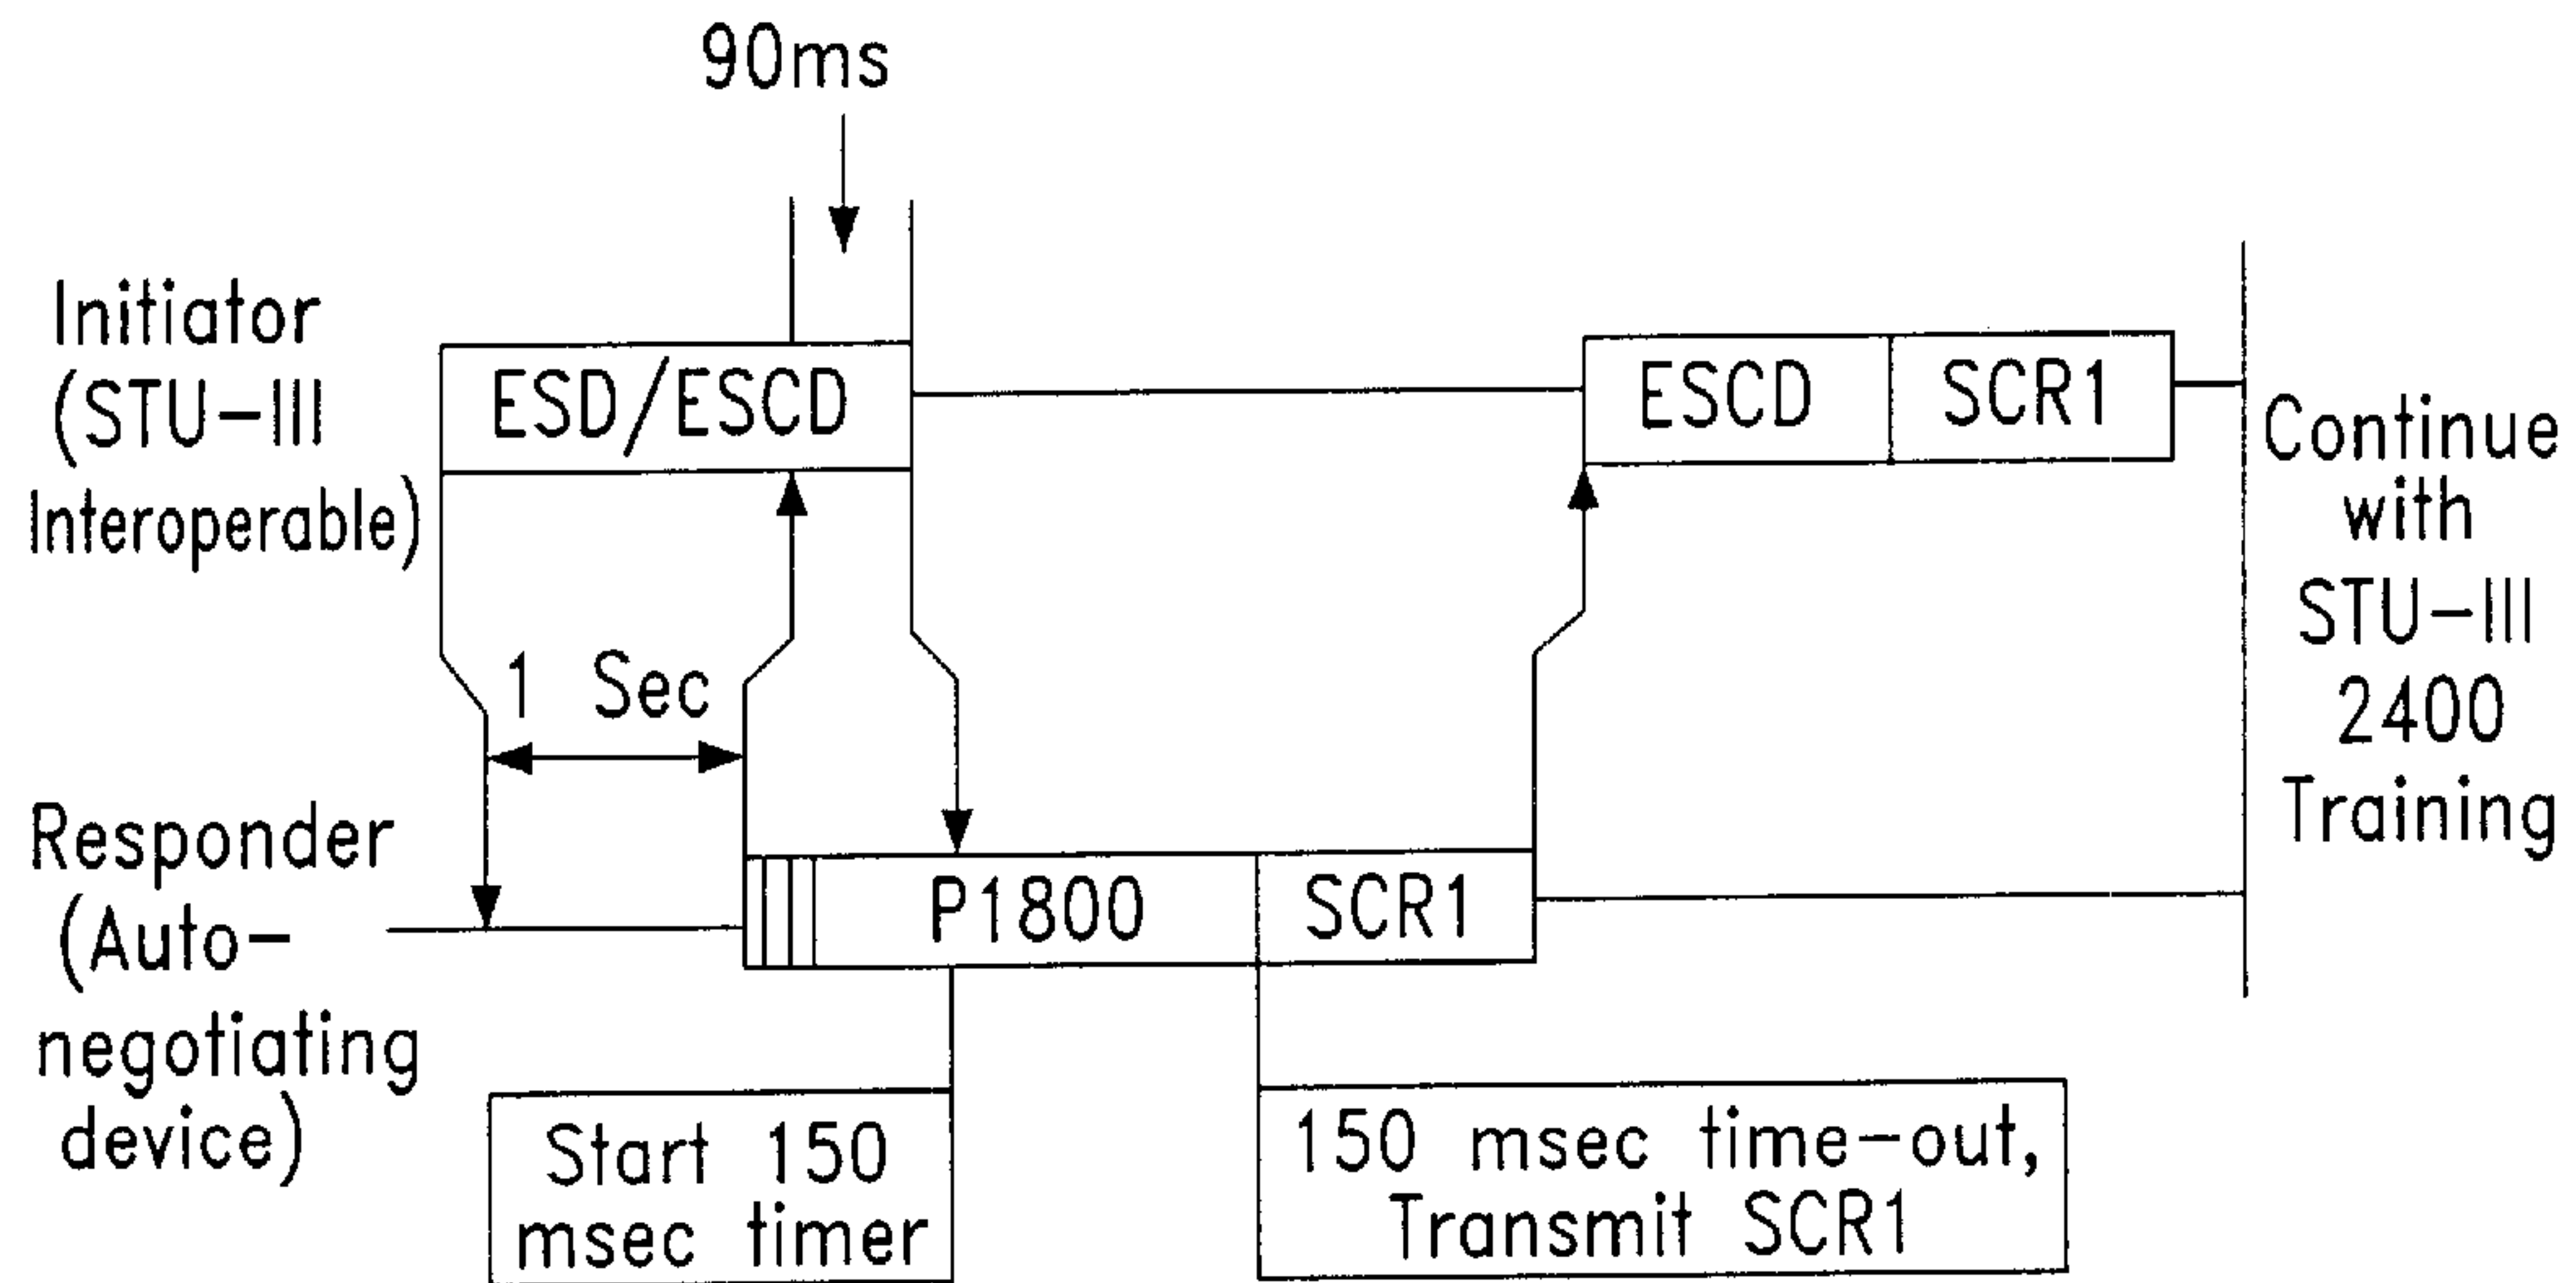 90ms
Initiator
(STU-III
Interoperable)
ESD/ESCD
ESCD
SCR1
Continue
with
STU-III
2400
Training
1 Sec
Responder
(Auto-
negotiating
device)
P1800
SCR1
Start 150
msec timer
150 msec time-out,
Transmit SCR1